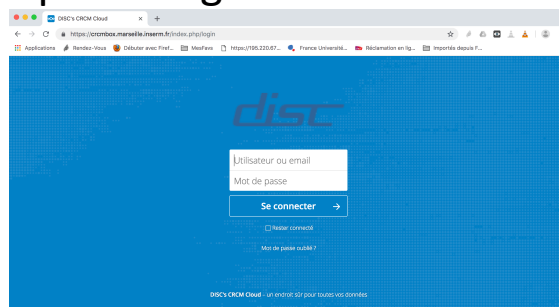 DISC's CRCM Cloud
https://crcmbox.marseille.inserm.fr/index.php/login
Applications Rendez-Vous Débuter avec Firef... MesFavs https://195.220.67... France Université... Réclamation en lig... Importés depuis F...
disc
Utilisateur ou email
Mot de passe
Se connecter →
Rester connecté
Mot de passe oublié ?
DISC's CRCM Cloud – un endroit sûr pour toutes vos données